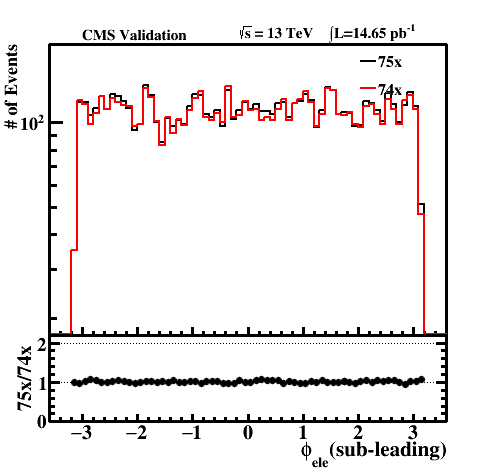 CMS Validation √s = 13 TeV ∫L=14.65 pb⁻¹
75x
74x
# of Events
10²
75x/74x
2
1
0
−3 −2 −1 0 1 2 3
ϕ_ele(sub-leading)